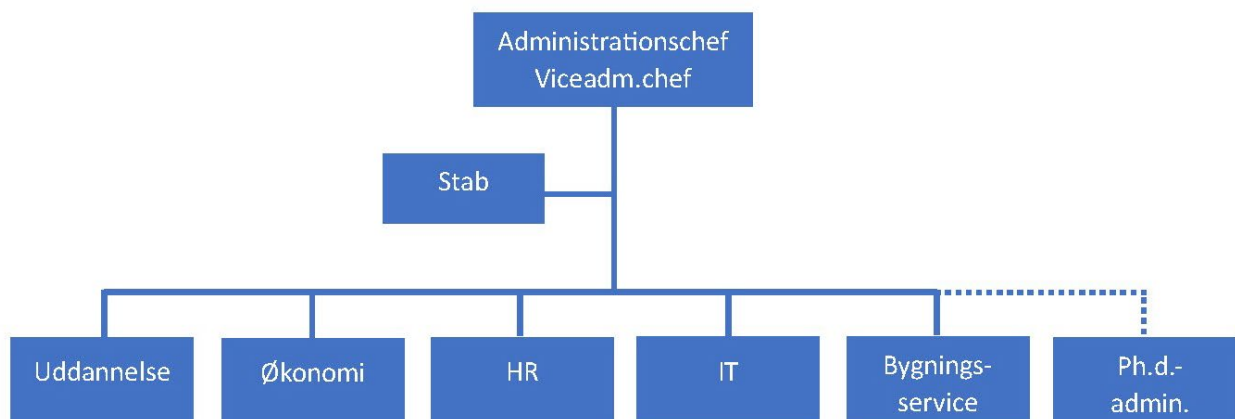 Administrationschef
Viceadm.chef
Stab
Uddannelse
Økonomi
HR
IT
Bygnings-
service
Ph.d.-
admin.